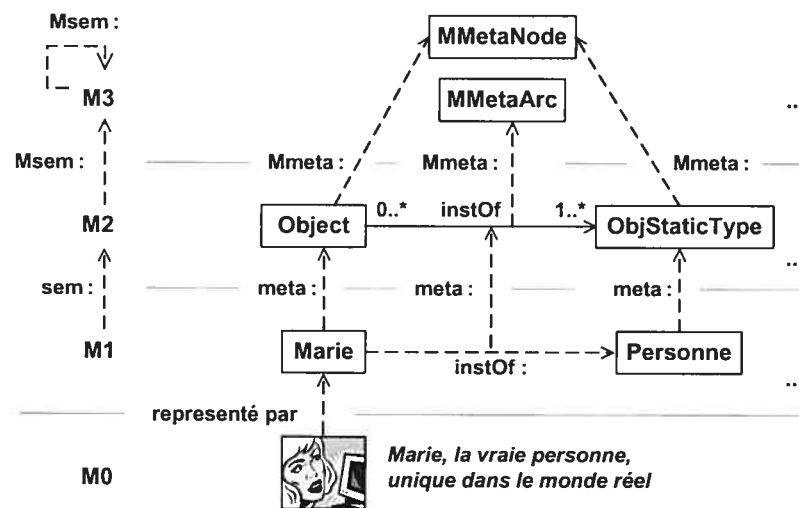 Msem :
MMetaNode
M3
MMetaArc
..
Msem :
Mmeta :
Mmeta :
Mmeta :
0..*
instOf
1..*
M2
Object
ObjStaticType
..
sem :
meta :
meta :
meta :
M1
Marie
Personne
instOf :
..
representé par
Marie, la vraie personne,
M0
unique dans le monde réel